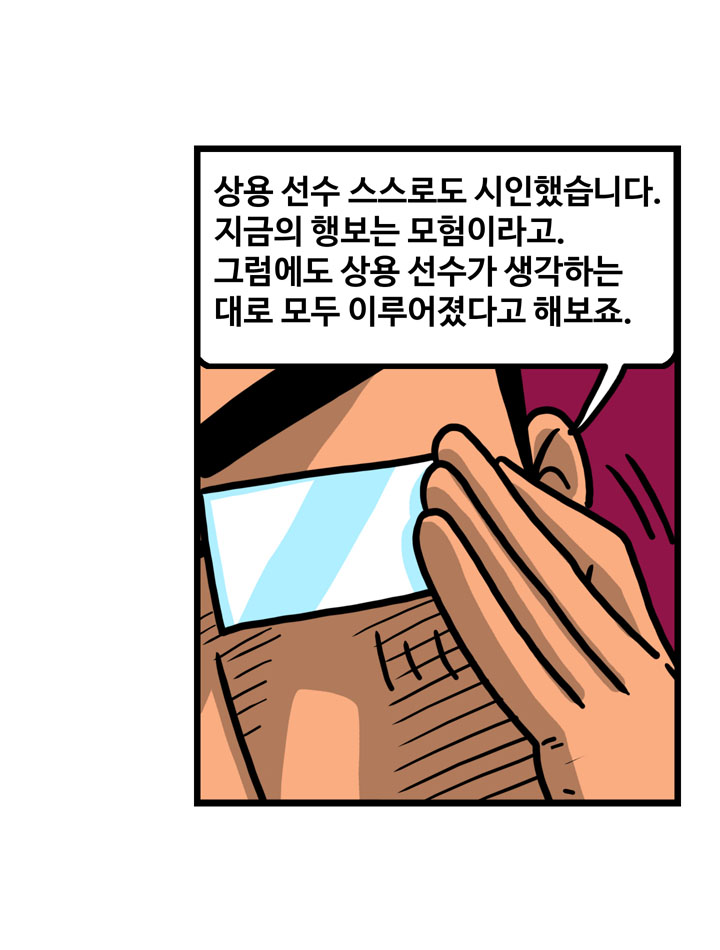 상용 선수 스스로도 시인했습니다.
지금의 행보는 모험이라고.
그럼에도 상용 선수가 생각하는
대로 모두 이루어졌다고 해보죠.